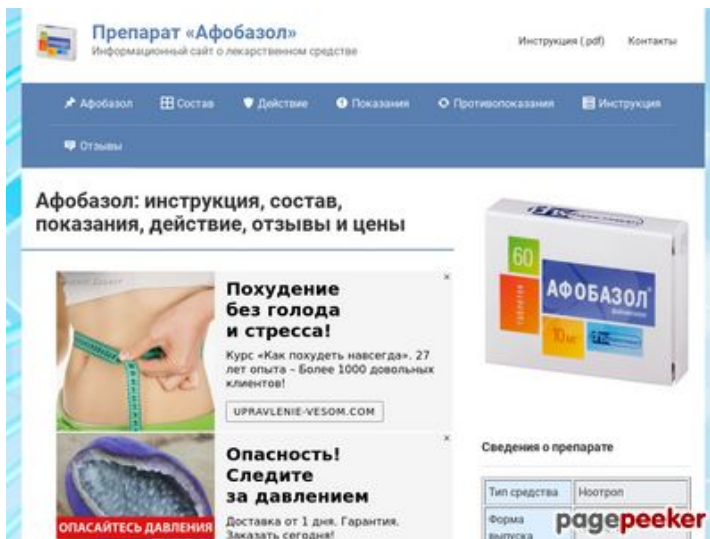 Препарат «Афобазол»
Информационный сайт о лекарственном средстве
Инструкция (.pdf) Контакты
Афобазол Состав Действие Показания Противопоказания Инструкция
Отзывы
Афобазол: инструкция, состав,
показания, действие, отзывы и цены
Похудение
без голода
и стресса!
Курс «Как похудеть навсегда». 27
лет опыта – Более 1000 довольных
клиентов!
UPRAVLENIE-VESOM.COM
Опасность!
Следите
за давлением
Доставка от 1 дня. Гарантия.
Заказать сегодня!
ОПАСАЙТЕСЬ ДАВЛЕНИЯ
60
таблеток
АФОБАЗОЛ®
10 мг
Сведения о препарате
Тип средства Ноотроп
Форма
выпуска
pagepeeker